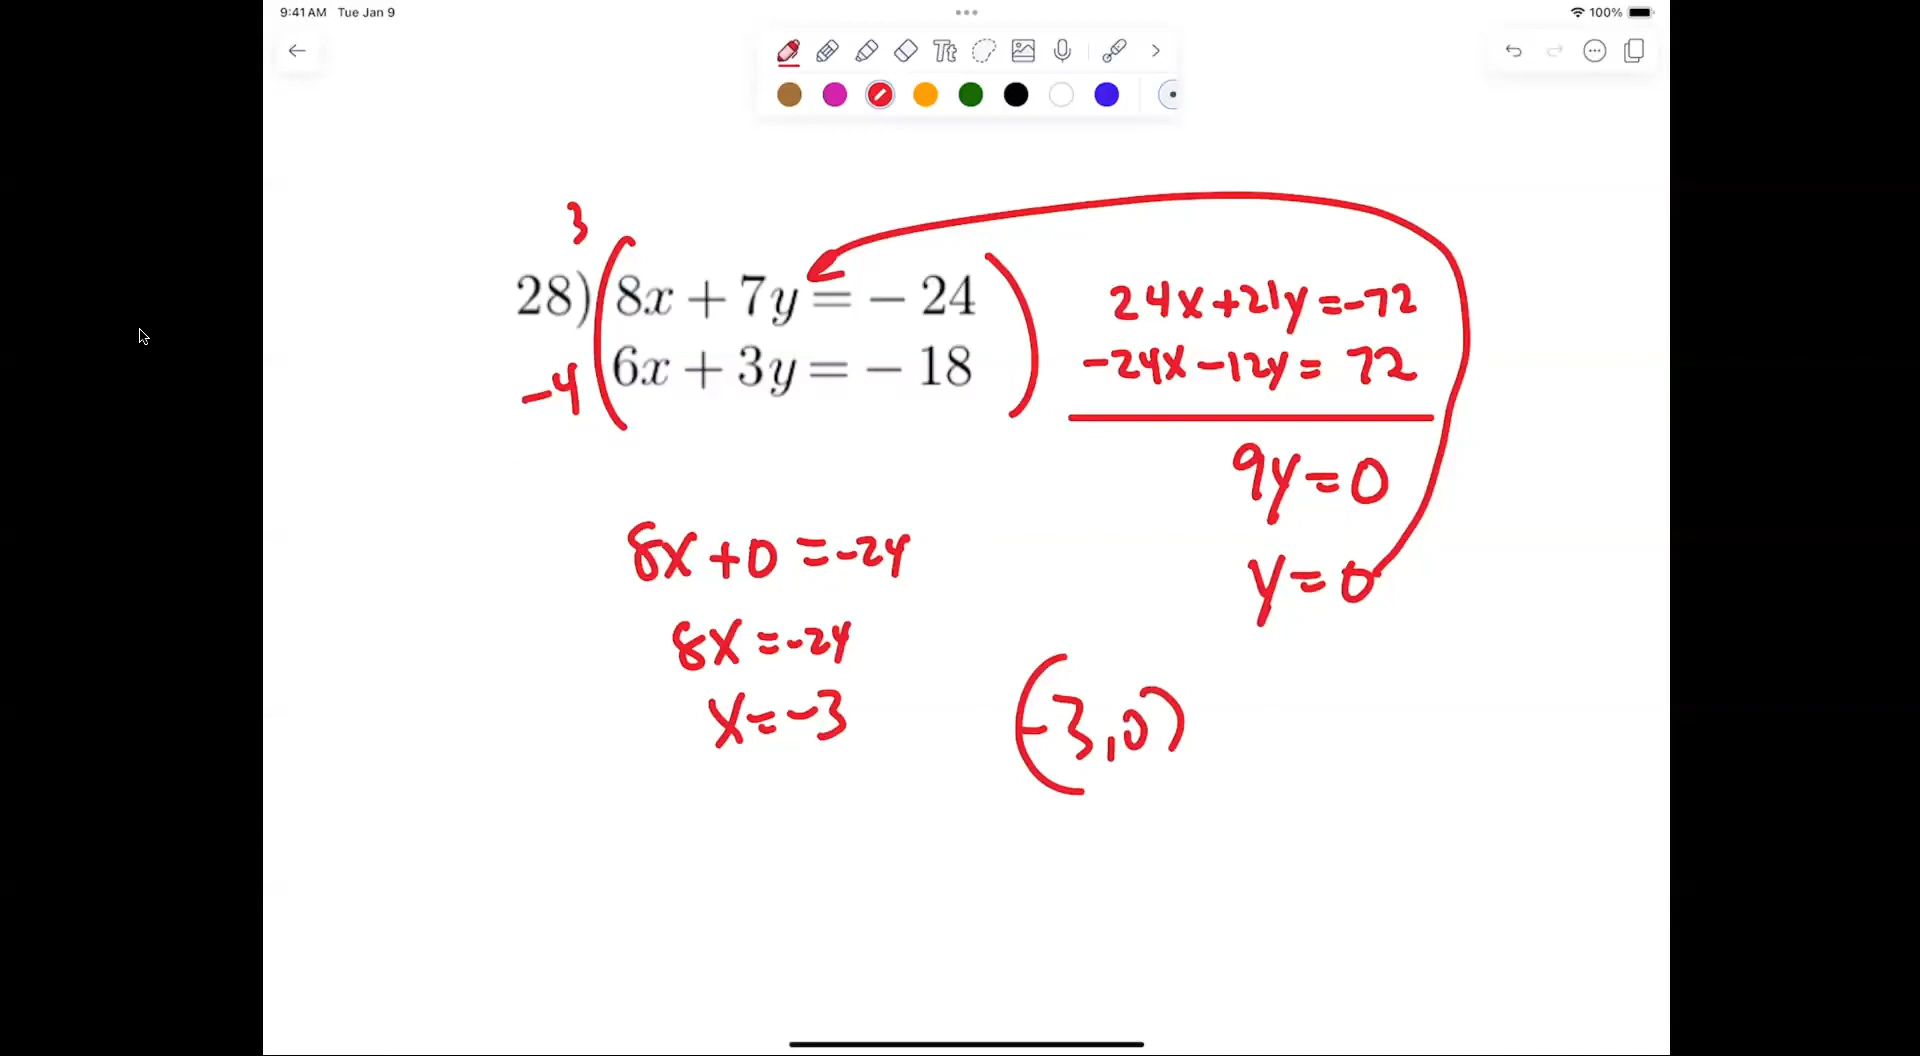 9:41 AM Tue Jan 9
100%
Tt
3
28) 8x + 7y = - 24
-4 6x + 3y = - 18
24x+21y=-72
-24x-12y= 72
9y=0
y=0
8x+0=-24
8x=-24
x=-3
(-3,0)